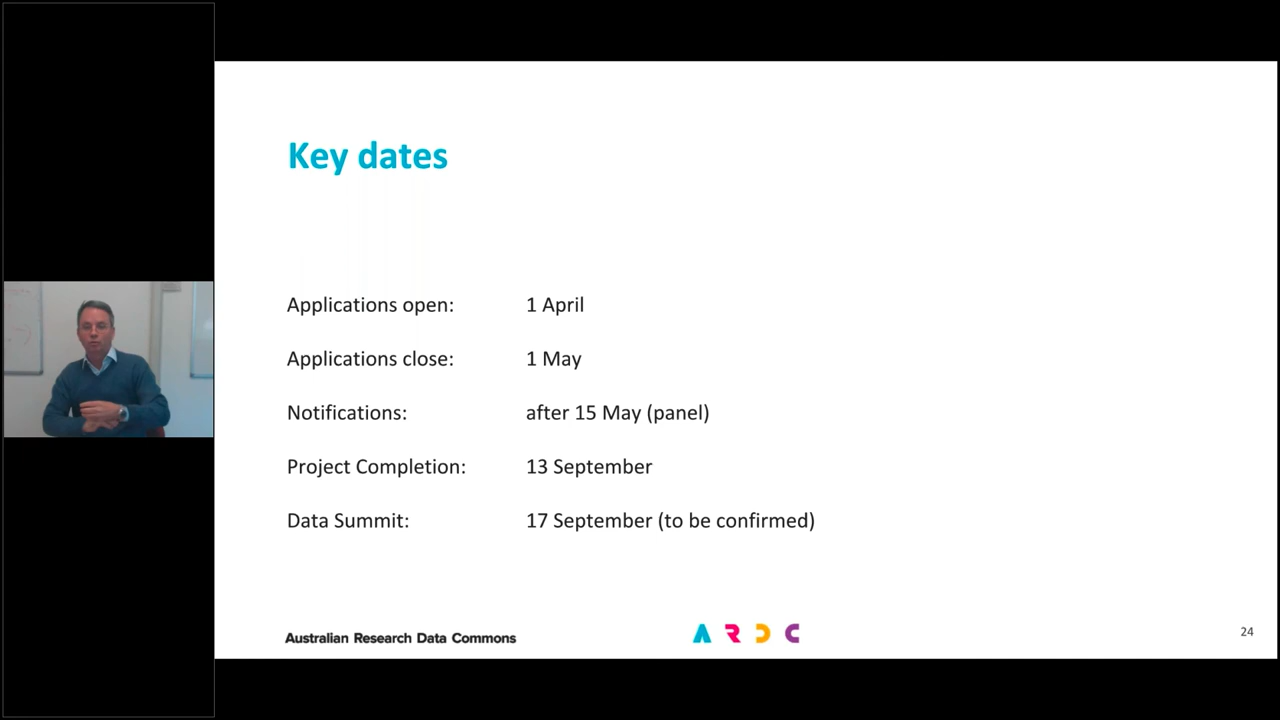 Key dates
Applications open: 1 April
Applications close: 1 May
Notifications: after 15 May (panel)
Project Completion: 13 September
Data Summit: 17 September (to be confirmed)
Australian Research Data Commons
ARDC
24